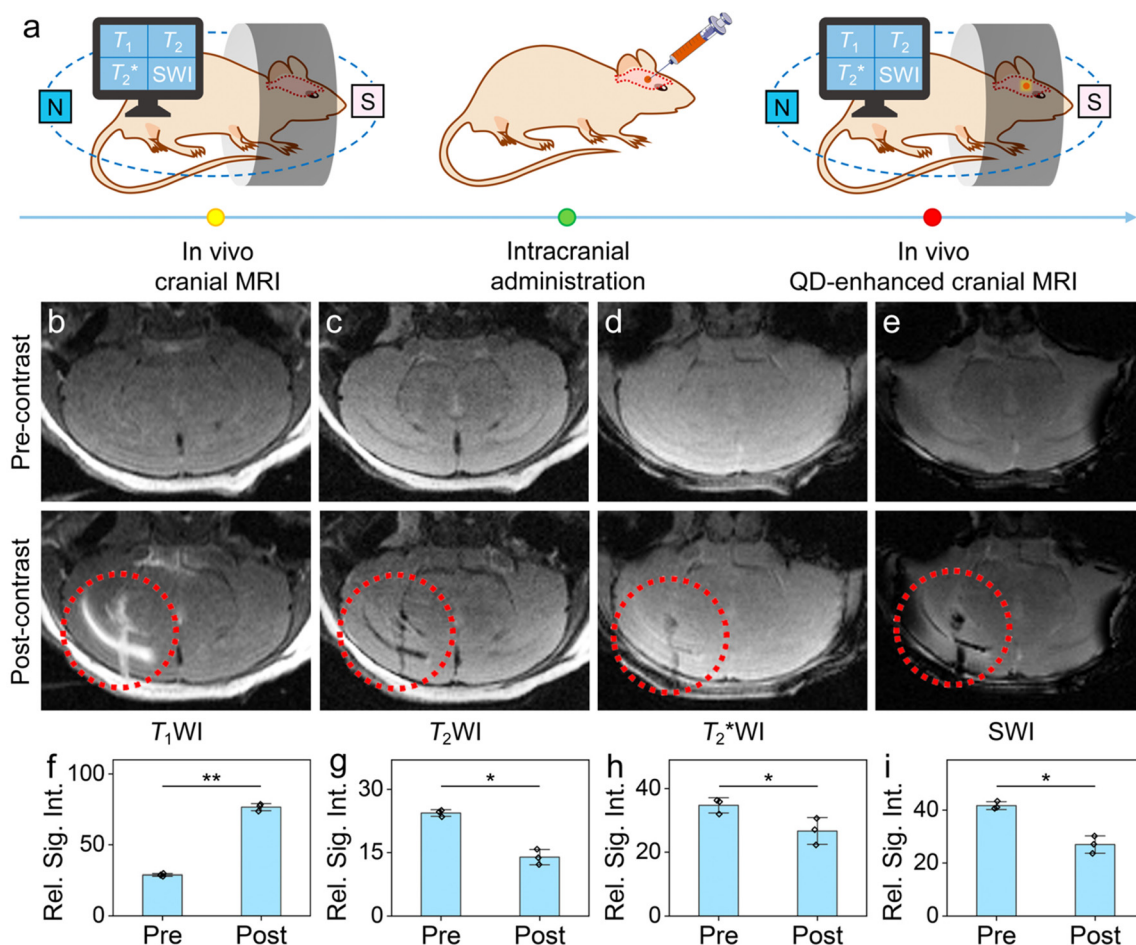 a
T1 T2
T2* SWI
N
S
T1 T2
T2* SWI
N
S
In vivo
cranial MRI
Intracranial
administration
In vivo
QD-enhanced cranial MRI
Pre-contrast
b
c
d
e
Post-contrast
T1WI
T2WI
T2*WI
SWI
f
Rel. Sig. Int.
100
50
0
**
Pre Post
g
Rel. Sig. Int.
30
15
0
*
Pre Post
h
Rel. Sig. Int.
40
20
0
*
Pre Post
i
Rel. Sig. Int.
40
20
0
*
Pre Post